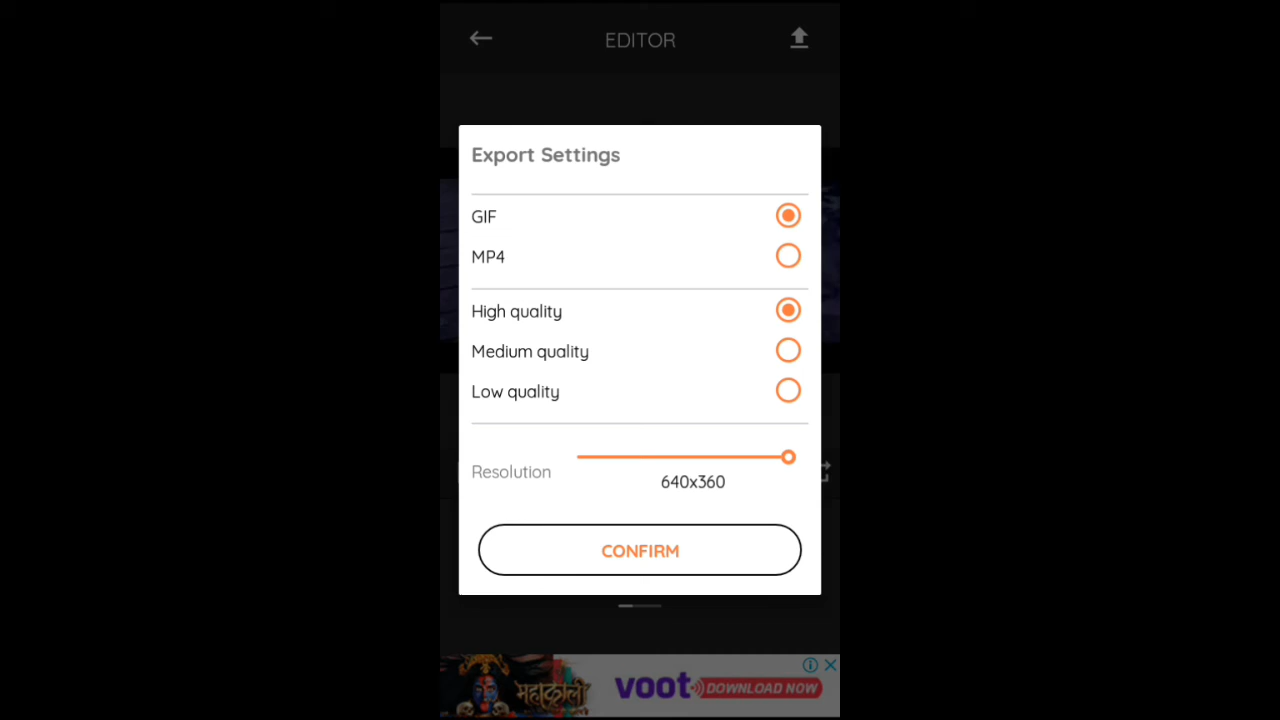 EDITOR
Export Settings
GIF
MP4
High quality
Medium quality
Low quality
Resolution
640x360
CONFIRM
महाकाली
voot DOWNLOAD NOW